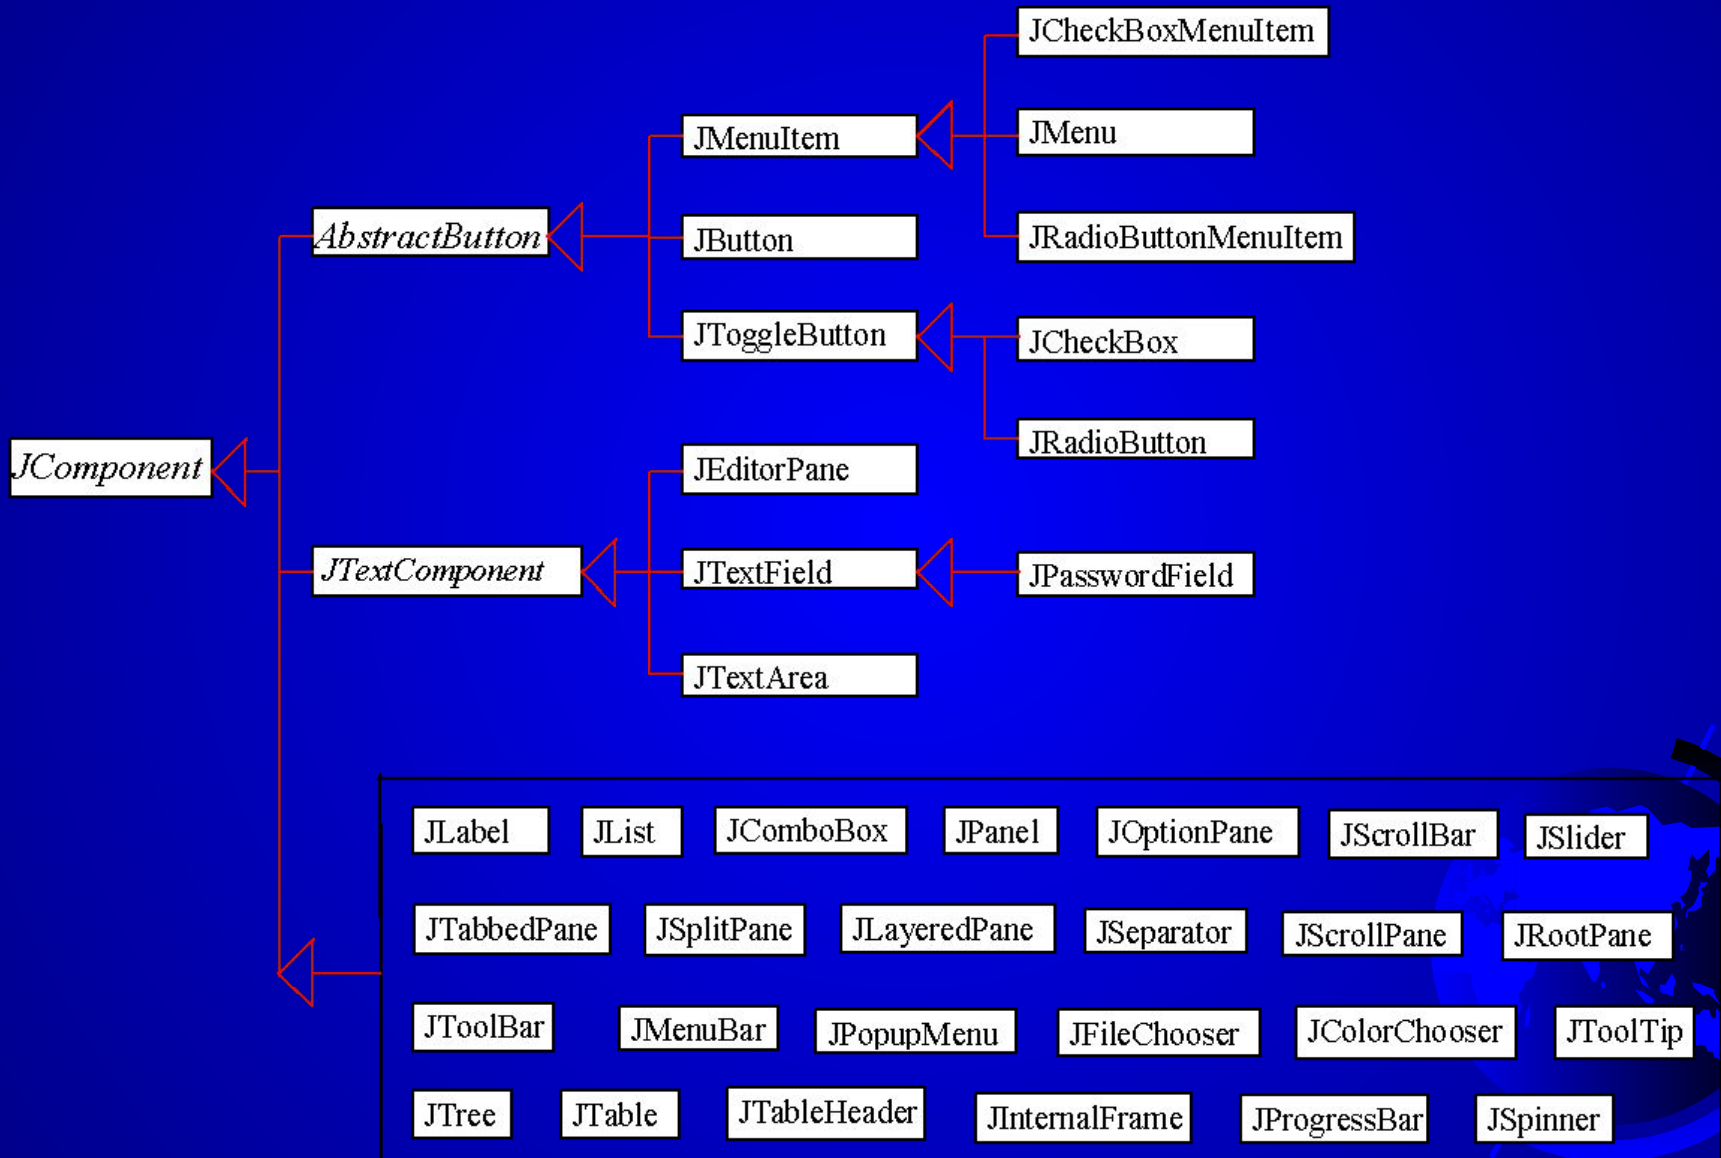 JCheckBoxMenuItem
JMenuItem
JMenu
AbstractButton
JButton
JRadioButtonMenuItem
JToggleButton
JCheckBox
JRadioButton
JComponent
JEditorPane
JTextComponent
JTextField
JPasswordField
JTextArea
JLabel JList JComboBox JPanel JOptionPane JScrollBar JSlider
JTabbedPane JSplitPane JLayeredPane JSeparator JScrollPane JRootPane
JToolBar JMenuBar JPopupMenu JFileChooser JColorChooser JToolTip
JTree JTable JTableHeader JInternalFrame JProgressBar JSpinner